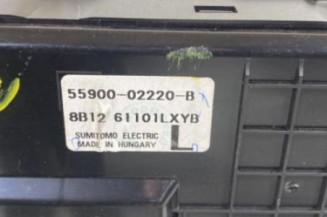 55900-02220-B
8B12 61101LXYB
SUMITOMO ELECTRIC
MADE IN HUNGARY
L